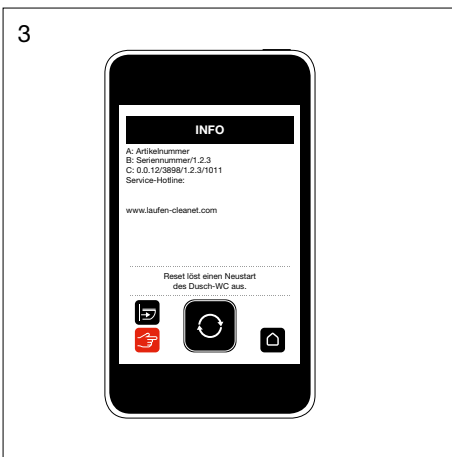 3
INFO
A: Artikelnummer
B: Seriennummer/1.2.3
C: 0.0.12/3898/1.2.3/1011
Service-Hotline:
www.laufen-cleanet.com
Reset löst einen Neustart
des Dusch-WC aus.